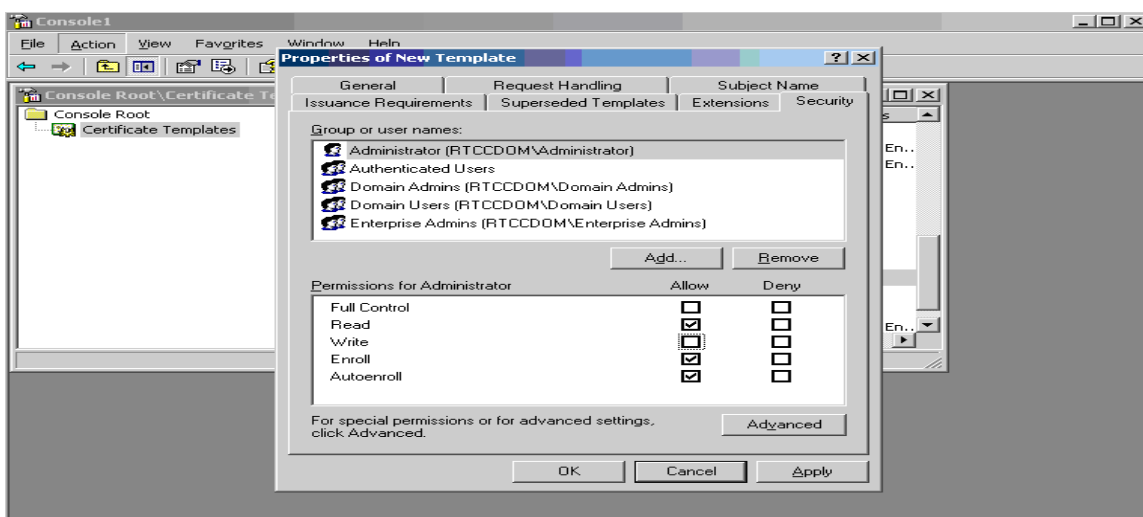 Console1
File Action View Favorites Window Help
Properties of New Template
General Request Handling Subject Name
Issuance Requirements Superseded Templates Extensions Security
Console Root\Certificate Te
Console Root
Certificate Templates
Group or user names:
Administrator (RTCCDOM\Administrator)
Authenticated Users
Domain Admins (RTCCDOM\Domain Admins)
Domain Users (RTCCDOM\Domain Users)
Enterprise Admins (RTCCDOM\Enterprise Admins)
En..
En..
Add... Remove
Permissions for Administrator Allow Deny
Full Control
Read
Write
Enroll
Autoenroll
En..
For special permissions or for advanced settings,
click Advanced.
Advanced
OK Cancel Apply